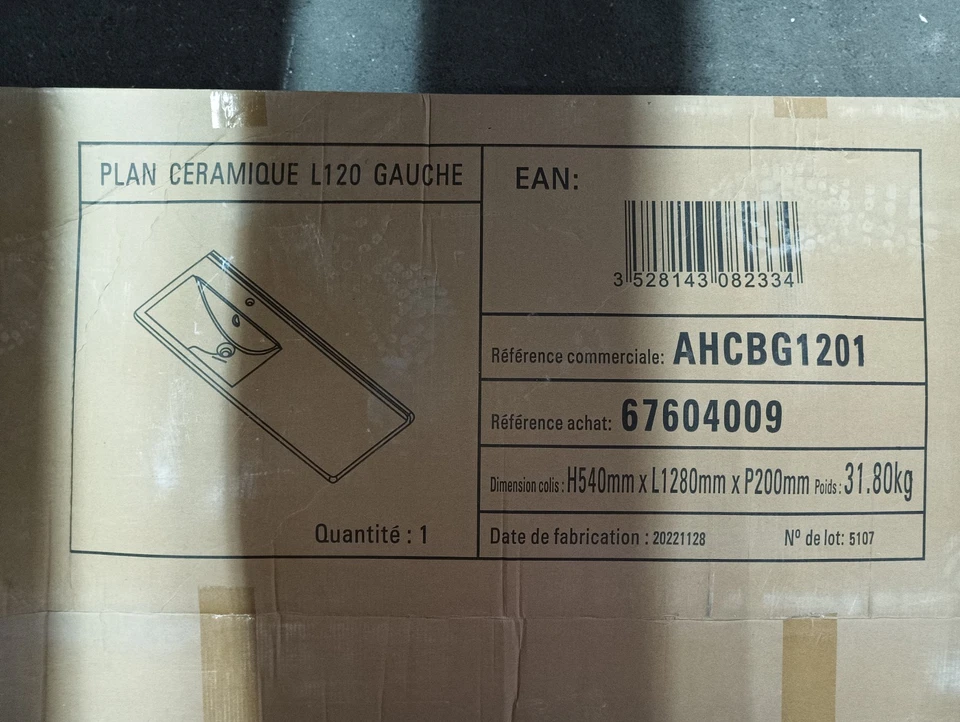 PLAN CERAMIQUE L120 GAUCHE
EAN:
3 528143 082334
Référence commerciale: AHCBG1201
Référence achat: 67604009
Dimension colis : H540mm x L1280mm x P200mm Poids : 31.80kg
Quantité : 1
Date de fabrication : 20221128 Nº de lot: 5107